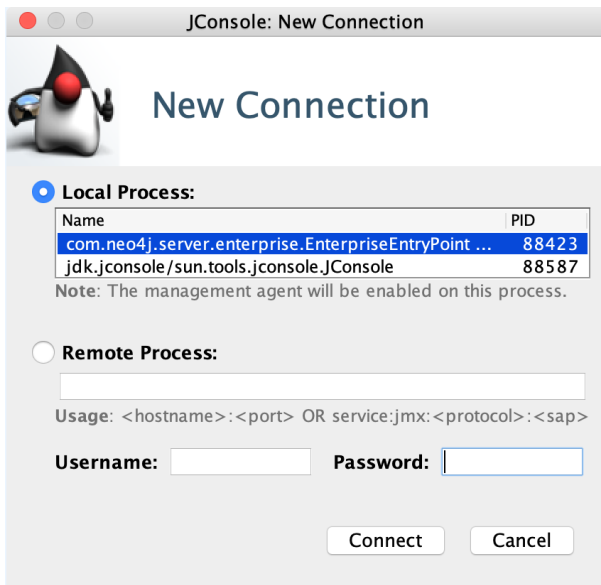 JConsole: New Connection
New Connection
Local Process:
Name PID
com.neo4j.server.enterprise.EnterpriseEntryPoint ... 88423
jdk.jconsole/sun.tools.jconsole.JConsole 88587
Note: The management agent will be enabled on this process.
Remote Process:
Usage: <hostname>:<port> OR service:jmx:<protocol>:<sap>
Username: Password:
Connect Cancel